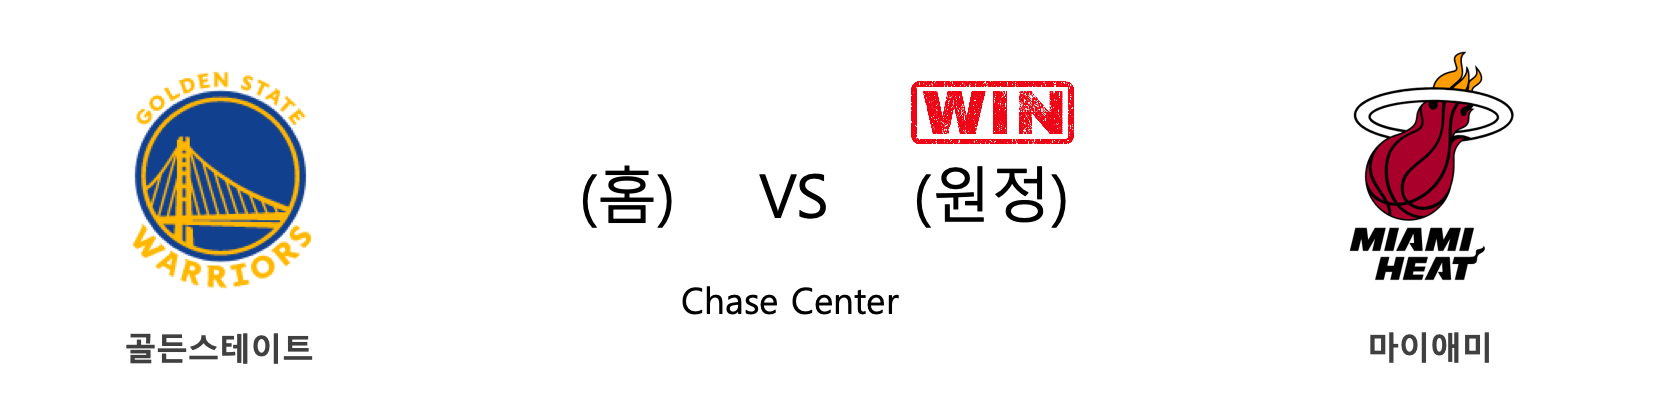 GOLDEN STATE
WARRIORS
골든스테이트
WIN
(홈) VS (원정)
Chase Center
MIAMI
HEAT
마이애미